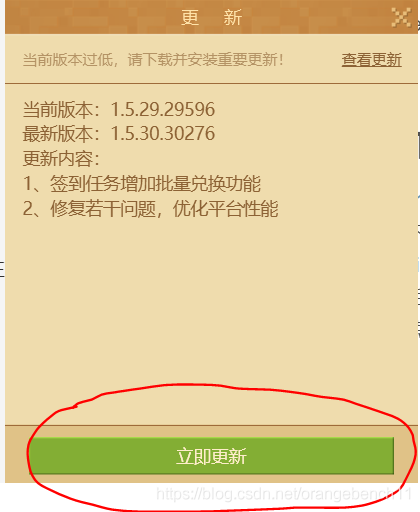 更 新
当前版本过低，请下载并安装重要更新！
查看更新
当前版本：1.5.29.29596
最新版本：1.5.30.30276
更新内容：
1、签到任务增加批量兑换功能
2、修复若干问题，优化平台性能
立即更新
https://blog.csdn.net/orangebench11